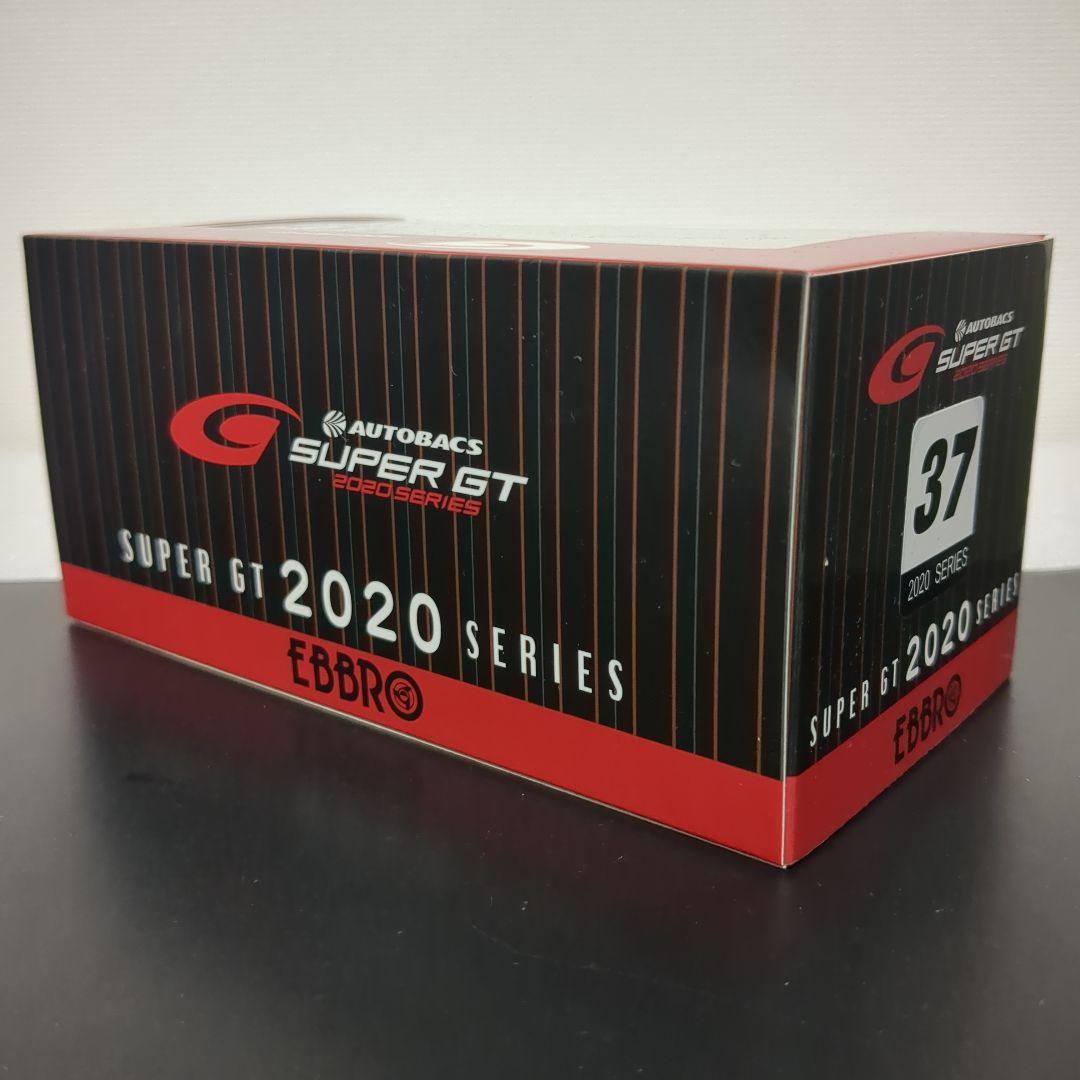 AUTOBACS
SUPER GT
2020 SERIES
SUPER GT 2020 SERIES
EBBRO
AUTOBACS
SUPER GT
2020 SERIES
37
2020 SERIES
SUPER GT 2020 SERIES
EBBRO